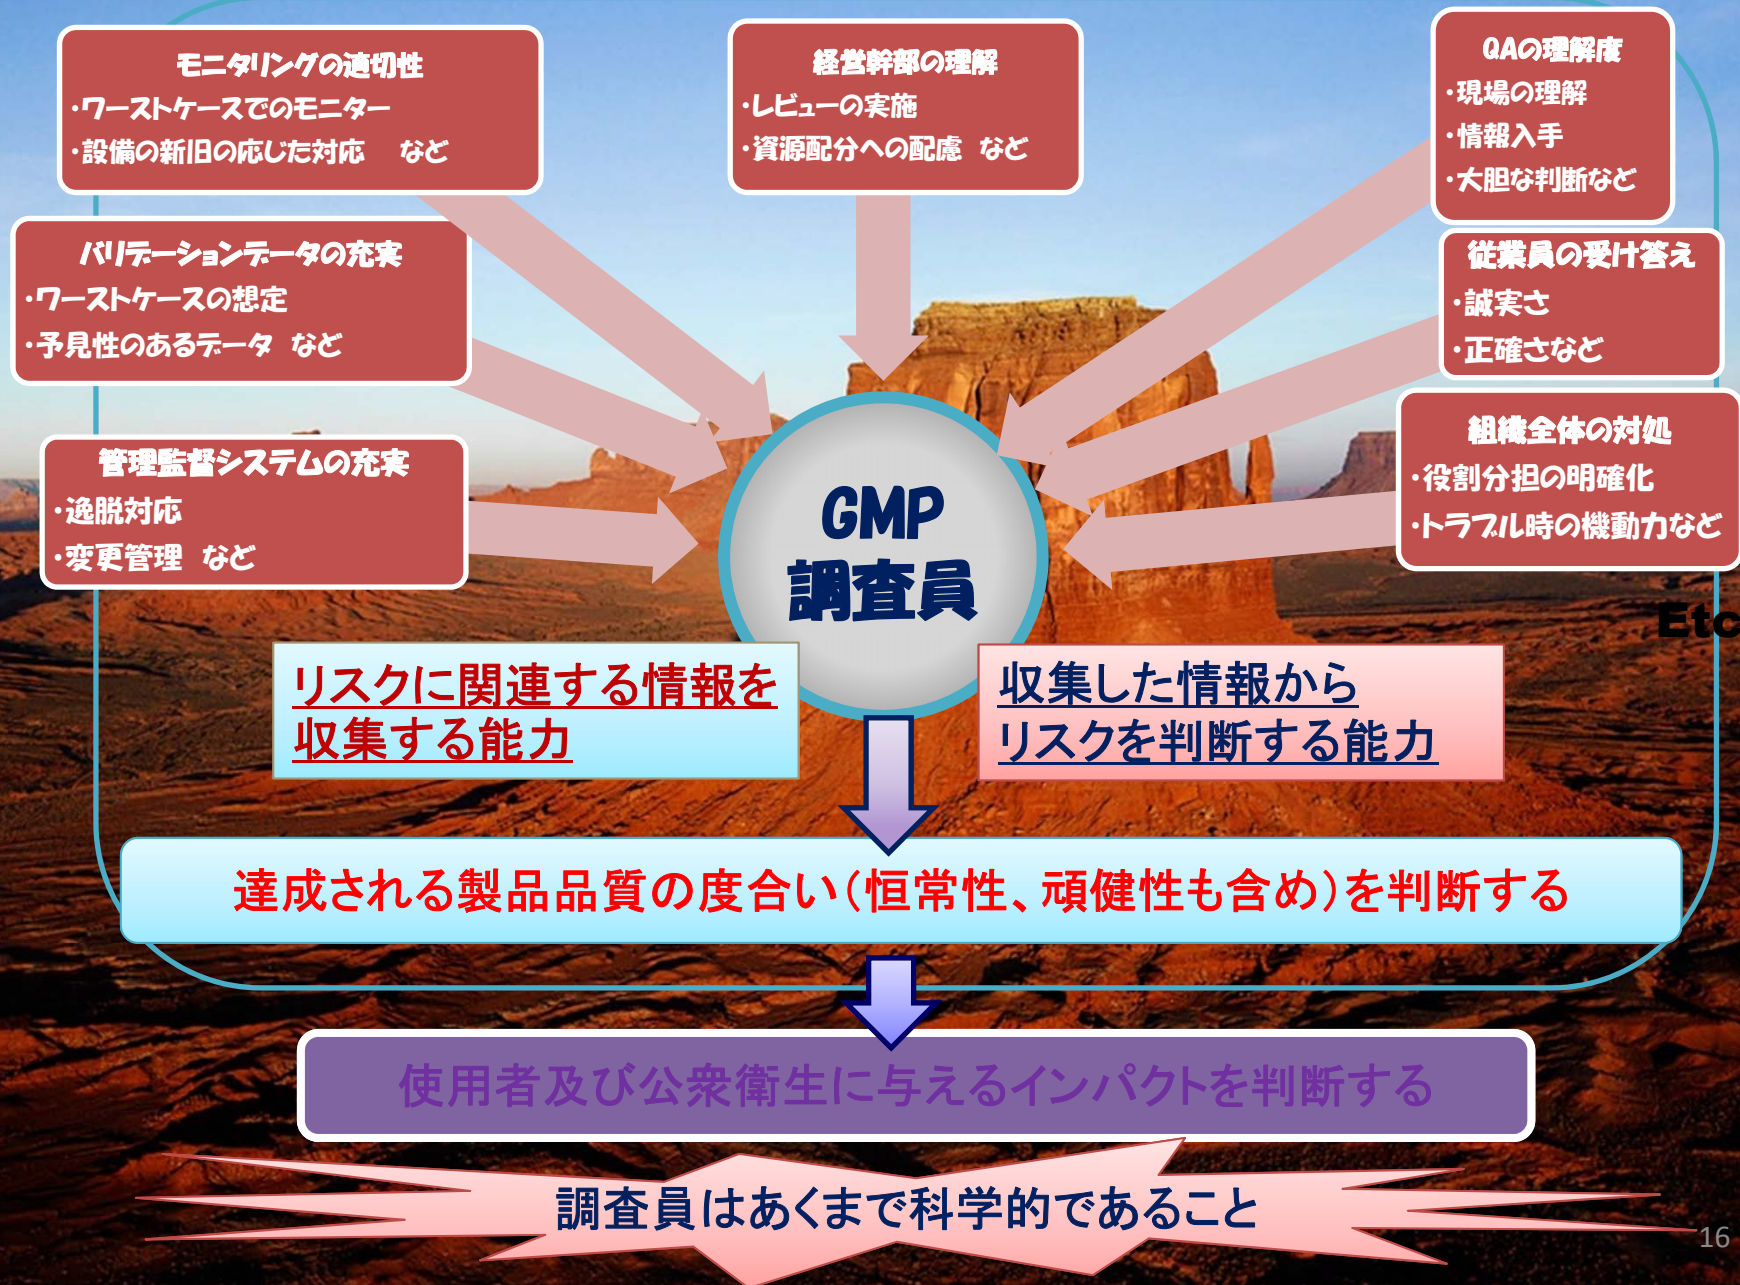 モニタリングの適切性
・ワーストケースでのモニター
・設備の新旧の応じた対応　など
経営幹部の理解
・レビューの実施
・資源配分への配慮 など
QAの理解度
・現場の理解
・情報入手
・大胆な判断など
バリデーションデータの充実
・ワーストケースの想定
・予見性のあるデータ など
従業員の受け答え
・誠実さ
・正確さなど
管理監督システムの充実
・逸脱対応
・変更管理 など
組織全体の対処
・役割分担の明確化
・トラブル時の機動力など
Etc
GMP
調査員
リスクに関連する情報を
収集する能力
収集した情報から
リスクを判断する能力
達成される製品品質の度合い（恒常性、頑健性も含め）を判断する
使用者及び公衆衛生に与えるインパクトを判断する
調査員はあくまで科学的であること
16